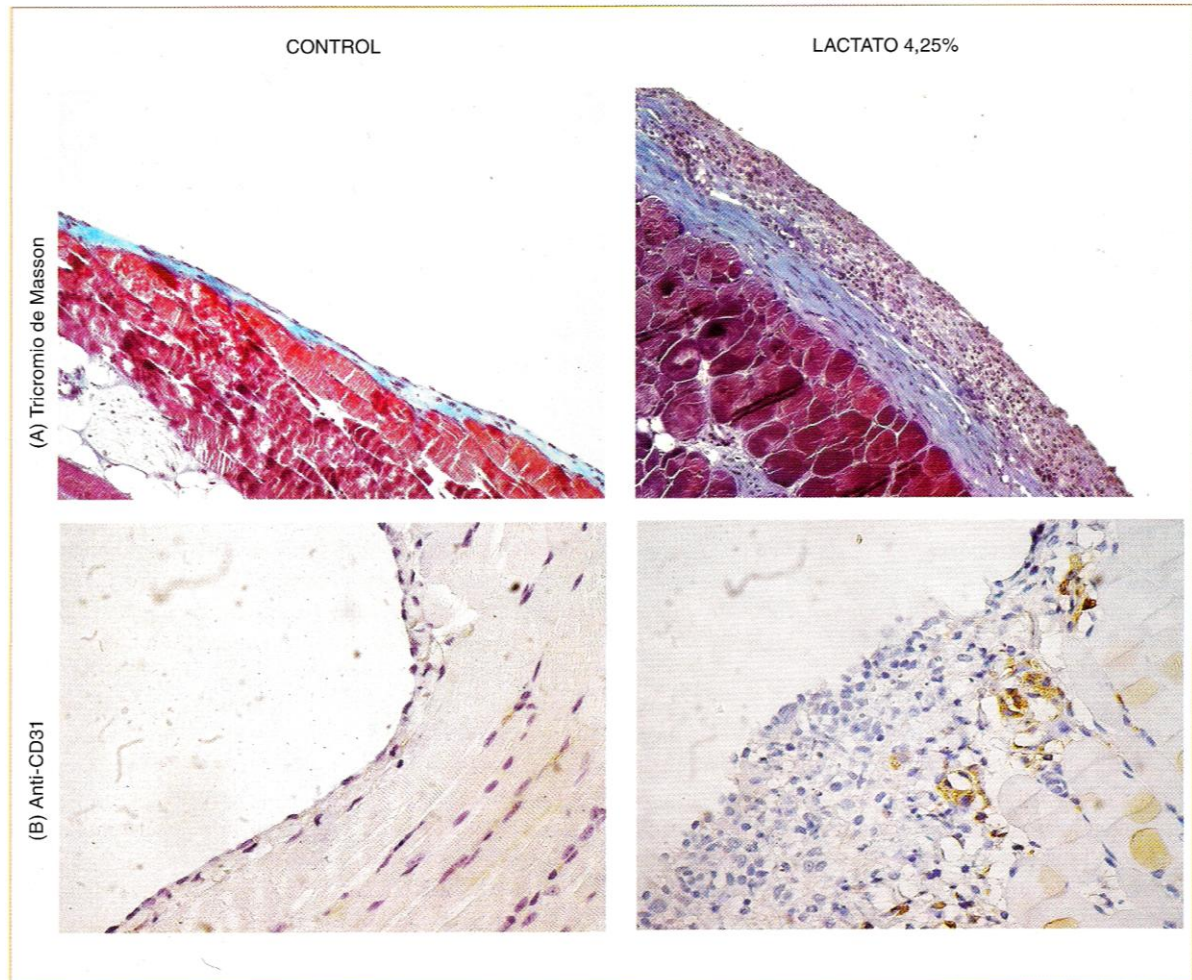 CONTROL
LACTATO 4,25%
(A) Tricromio de Masson
(B) Anti-CD31